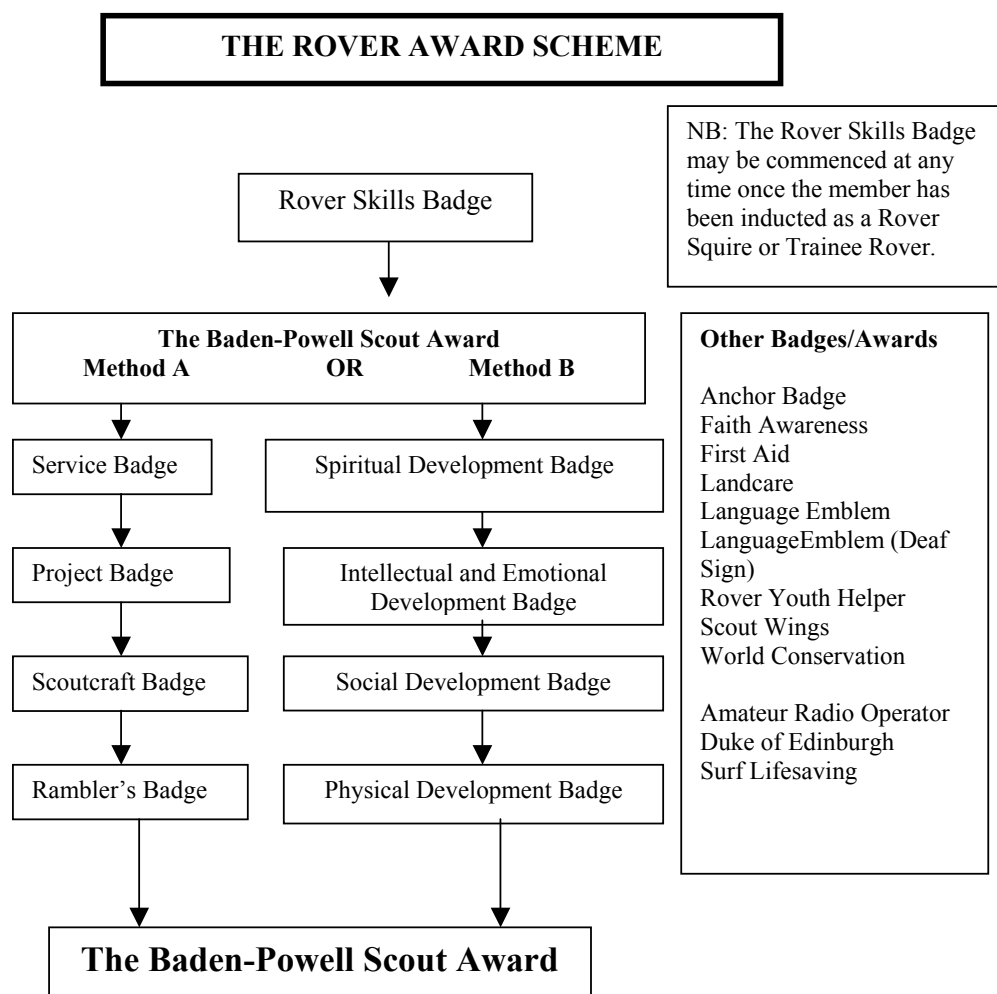 THE ROVER AWARD SCHEME
NB: The Rover Skills Badge
may be commenced at any
time once the member has
been inducted as a Rover
Squire or Trainee Rover.
Rover Skills Badge
The Baden-Powell Scout Award
Method A OR Method B
Service Badge
Project Badge
Scoutcraft Badge
Rambler's Badge
Spiritual Development Badge
Intellectual and Emotional
Development Badge
Social Development Badge
Physical Development Badge
Other Badges/Awards
Anchor Badge
Faith Awareness
First Aid
Landcare
Language Emblem
LanguageEmblem (Deaf
Sign)
Rover Youth Helper
Scout Wings
World Conservation
Amateur Radio Operator
Duke of Edinburgh
Surf Lifesaving
The Baden-Powell Scout Award